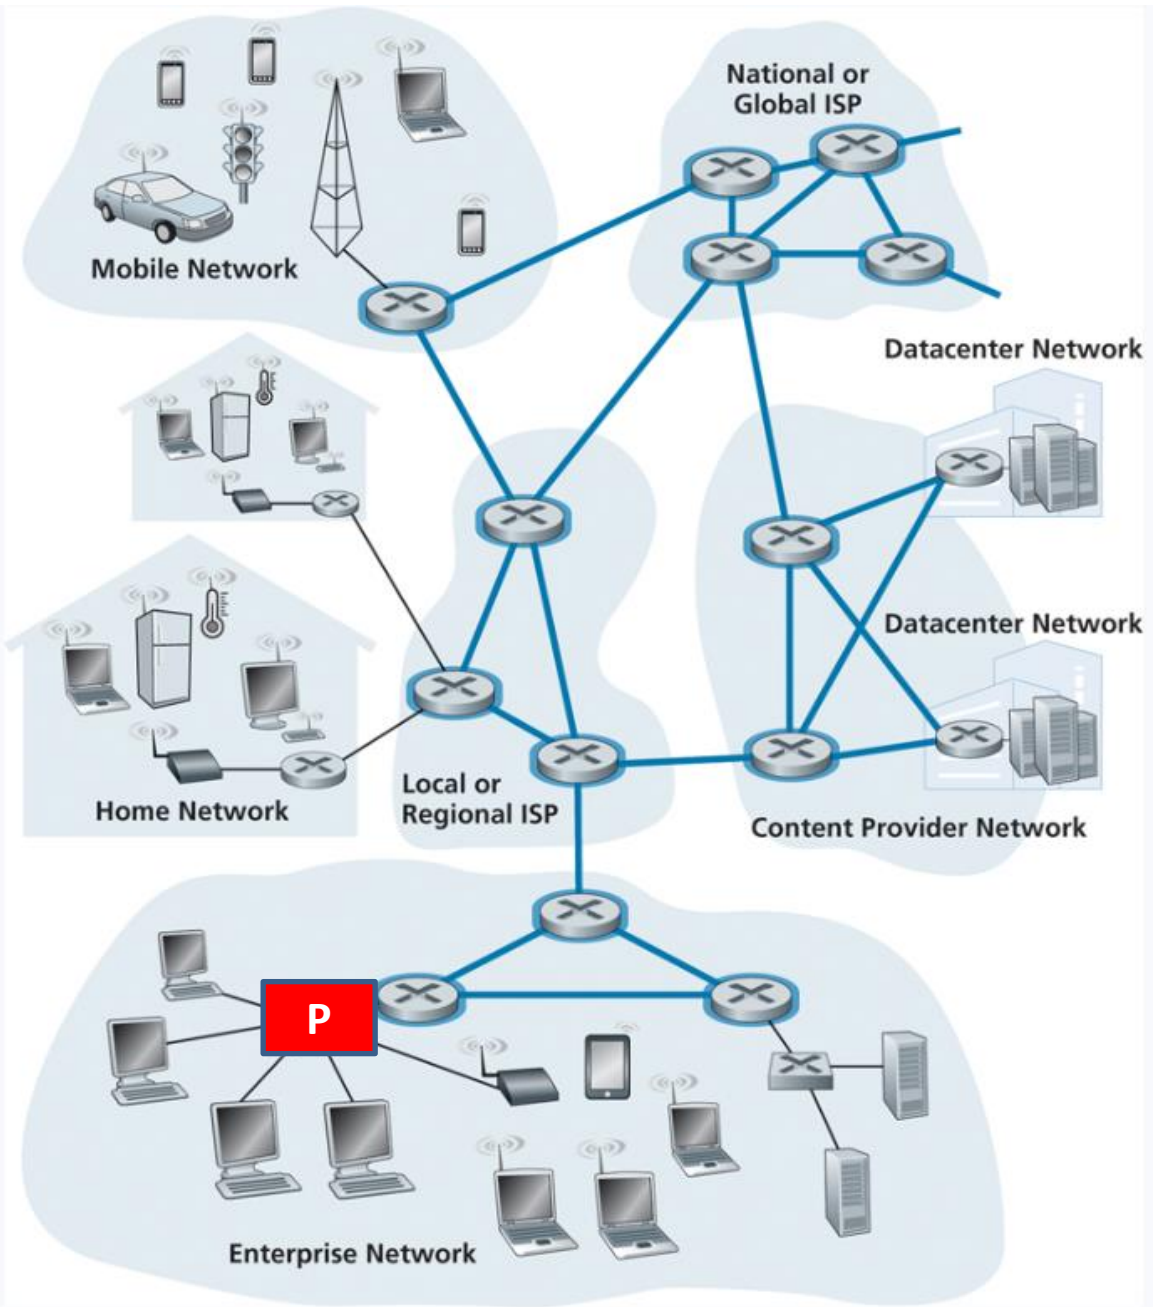 National or
Global ISP
Mobile Network
Datacenter Network
Datacenter Network
Home Network
Local or
Regional ISP
Content Provider Network
P
Enterprise Network